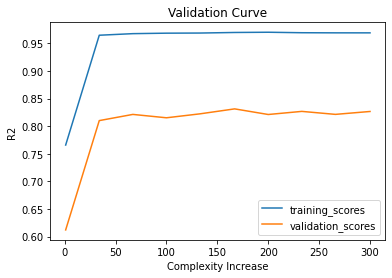 Validation Curve
R2
0.95
0.90
0.85
0.80
0.75
0.70
0.65
0.60
0 50 100 150 200 250 300
Complexity Increase
training_scores
validation_scores